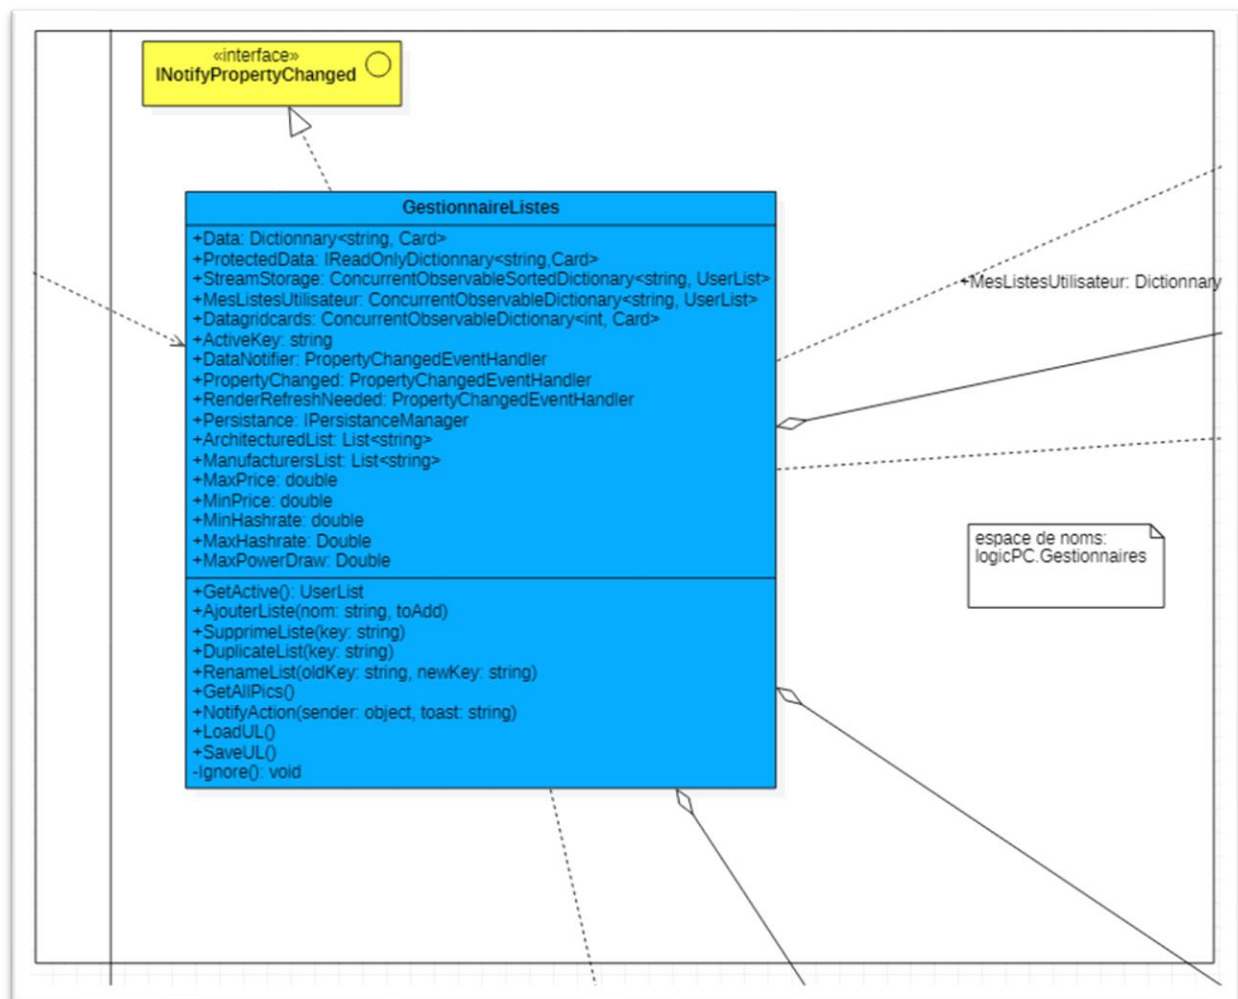 «interface»
INotifyPropertyChanged
GestionnaireListes
+Data: Dictionnary<string, Card>
+ProtectedData: IReadOnlyDictionnary<string,Card>
+StreamStorage: ConcurrentObservableSortedDictionary<string, UserList>
+MesListesUtilisateur: ConcurrentObservableDictionary<string, UserList>
+Datagridcards: ConcurrentObservableDictionary<int, Card>
+ActiveKey: string
+DataNotifier: PropertyChangedEventHandler
+PropertyChanged: PropertyChangedEventHandler
+RenderRefreshNeeded: PropertyChangedEventHandler
+Persistance: IPersistanceManager
+ArchitecturedList: List<string>
+ManufacturersList: List<string>
+MaxPrice: double
+MinPrice: double
+MinHashrate: double
+MaxHashrate: Double
+MaxPowerDraw: Double
+GetActive(): UserList
+AjouterListe(nom: string, toAdd)
+SupprimeListe(key: string)
+DuplicateList(key: string)
+RenameList(oldKey: string, newKey: string)
+GetAllPics()
+NotifyAction(sender: object, toast: string)
+LoadUL()
+SaveUL()
-Ignore(): void
+MesListesUtilisateur: Dictionnary
espace de noms:
logicPC.Gestionnaires